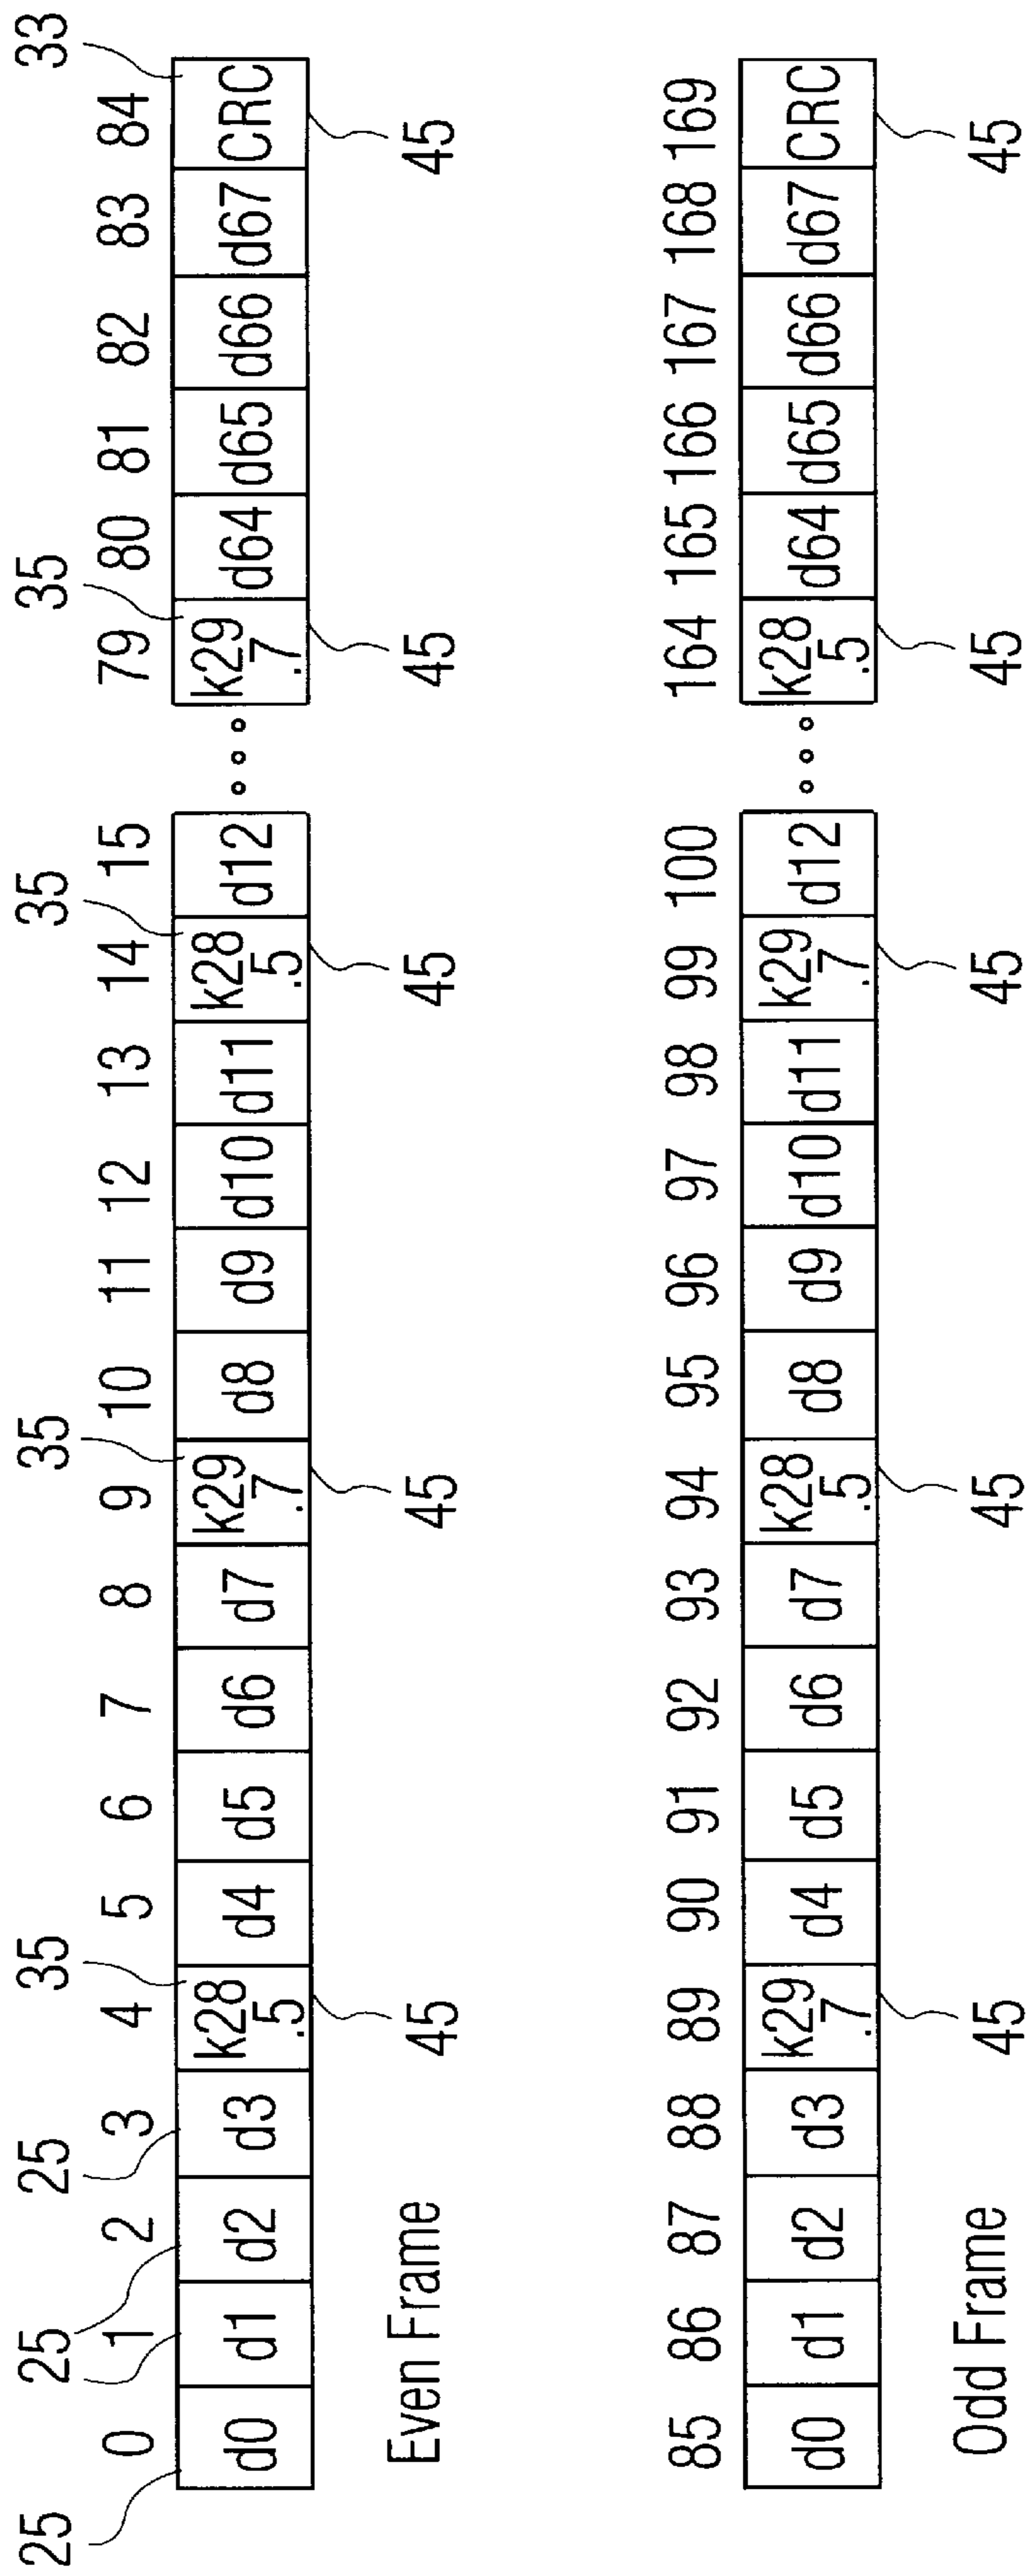 25 25 25 35 35 35 35 33
0 1 2 3 4 5 6 7 8 9 10 11 12 13 14 15 79 80 81 82 83 84
d0 d1 d2 d3 k28.5 d4 d5 d6 d7 k29.7 d8 d9 d10 d11 k28.5 d12 k29.7 d64 d65 d66 d67 CRC
45 45 45 45 45
Even Frame
85 86 87 88 89 90 91 92 93 94 95 96 97 98 99 100 164 165 166 167 168 169
d0 d1 d2 d3 k29.7 d4 d5 d6 d7 k28.5 d8 d9 d10 d11 k29.7 d12 k28.5 d64 d65 d66 d67 CRC
45 45 45 45 45
Odd Frame